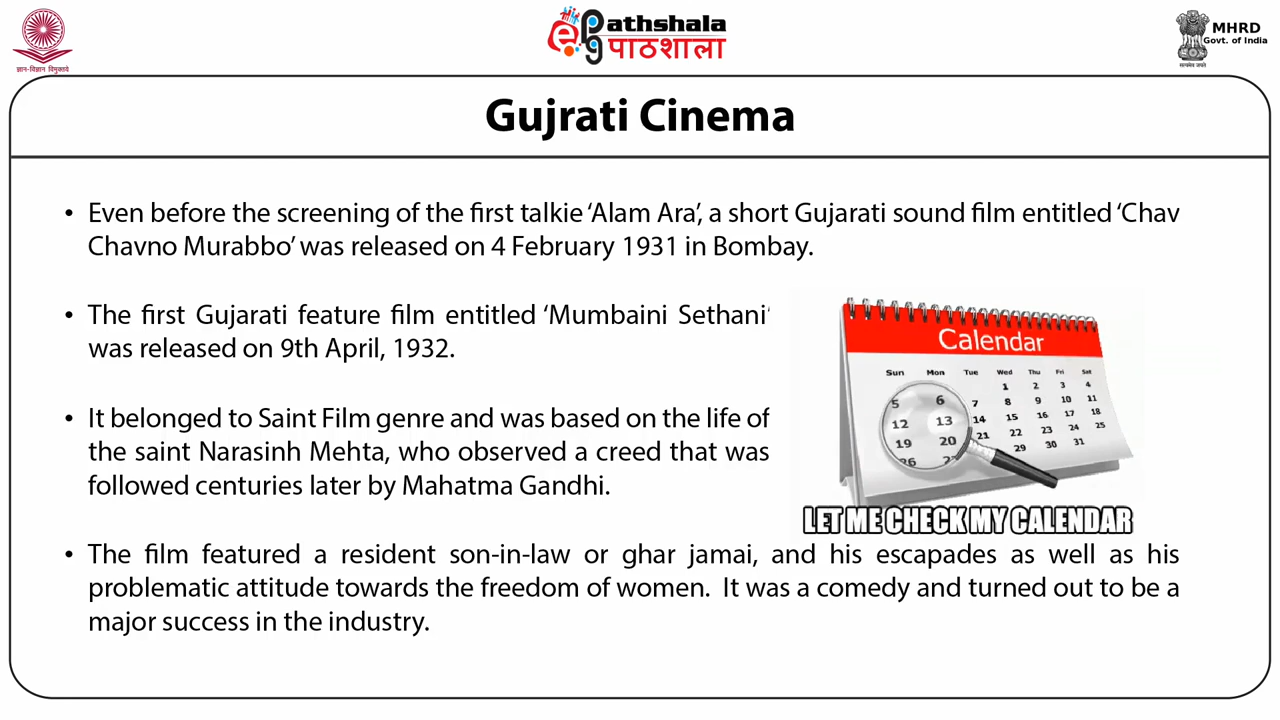 ज्ञान-विज्ञान विमुक्तये
ePathshala
पाठशाला
MHRD
Govt. of India
सत्यमेव जयते
Gujrati Cinema
• Even before the screening of the first talkie ‘Alam Ara’, a short Gujarati sound film entitled ‘Chav
Chavno Murabbo’ was released on 4 February 1931 in Bombay.
• The first Gujarati feature film entitled ‘Mumbaini Sethani’
was released on 9th April, 1932.
• It belonged to Saint Film genre and was based on the life of
the saint Narasinh Mehta, who observed a creed that was
followed centuries later by Mahatma Gandhi.
Calendar
Sun Mon Tue Wed Thu Fri Sat
1 2 3 4
5 6 7 8 9 10 11
12 13 14 15 16 17 18
19 20 21 22 23 24 25
26 27 29 30 31
LET ME CHECK MY CALENDAR
• The film featured a resident son-in-law or ghar jamai, and his escapades as well as his
problematic attitude towards the freedom of women. It was a comedy and turned out to be a
major success in the industry.